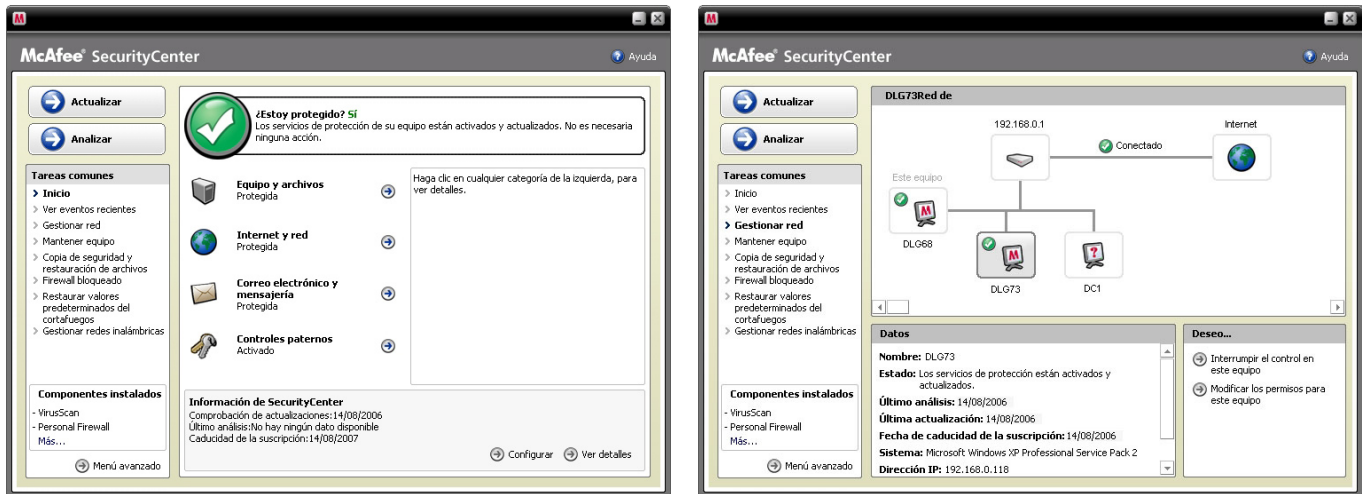 McAfee® SecurityCenter
Ayuda
Actualizar
Analizar
Tareas comunes
Inicio
Ver eventos recientes
Gestionar red
Mantener equipo
Copia de seguridad y
restauración de archivos
Firewall bloqueado
Restaurar valores
predeterminados del
cortafuegos
Gestionar redes inalámbricas
Componentes instalados
- VirusScan
- Personal Firewall
Más...
Menú avanzado
¿Estoy protegido? Sí
Los servicios de protección de su equipo están activados y actualizados. No es necesaria
ninguna acción.
Equipo y archivos
Protegida
Internet y red
Protegida
Correo electrónico y
mensajería
Protegida
Controles paternos
Activado
Haga clic en cualquier categoría de la izquierda, para
ver detalles.
Información de SecurityCenter
Comprobación de actualizaciones:14/08/2006
Último análisis:No hay ningún dato disponible
Caducidad de la suscripción:14/08/2007
Configurar
Ver detalles
McAfee® SecurityCenter
Ayuda
Actualizar
Analizar
Tareas comunes
Inicio
Ver eventos recientes
Gestionar red
Mantener equipo
Copia de seguridad y
restauración de archivos
Firewall bloqueado
Restaurar valores
predeterminados del
cortafuegos
Gestionar redes inalámbricas
Componentes instalados
- VirusScan
- Personal Firewall
Más...
Menú avanzado
DLG73Red de
192.168.0.1
Internet
Conectado
Este equipo
DLG68
DLG73
DC1
Datos
Nombre: DLG73
Estado: Los servicios de protección están activados y
actualizados.
Último análisis: 14/08/2006
Última actualización: 14/08/2006
Fecha de caducidad de la suscripción: 14/08/2006
Sistema: Microsoft Windows XP Professional Service Pack 2
Dirección IP: 192.168.0.118
Deseo...
Interrumpir el control en
este equipo
Modificar los permisos para
este equipo